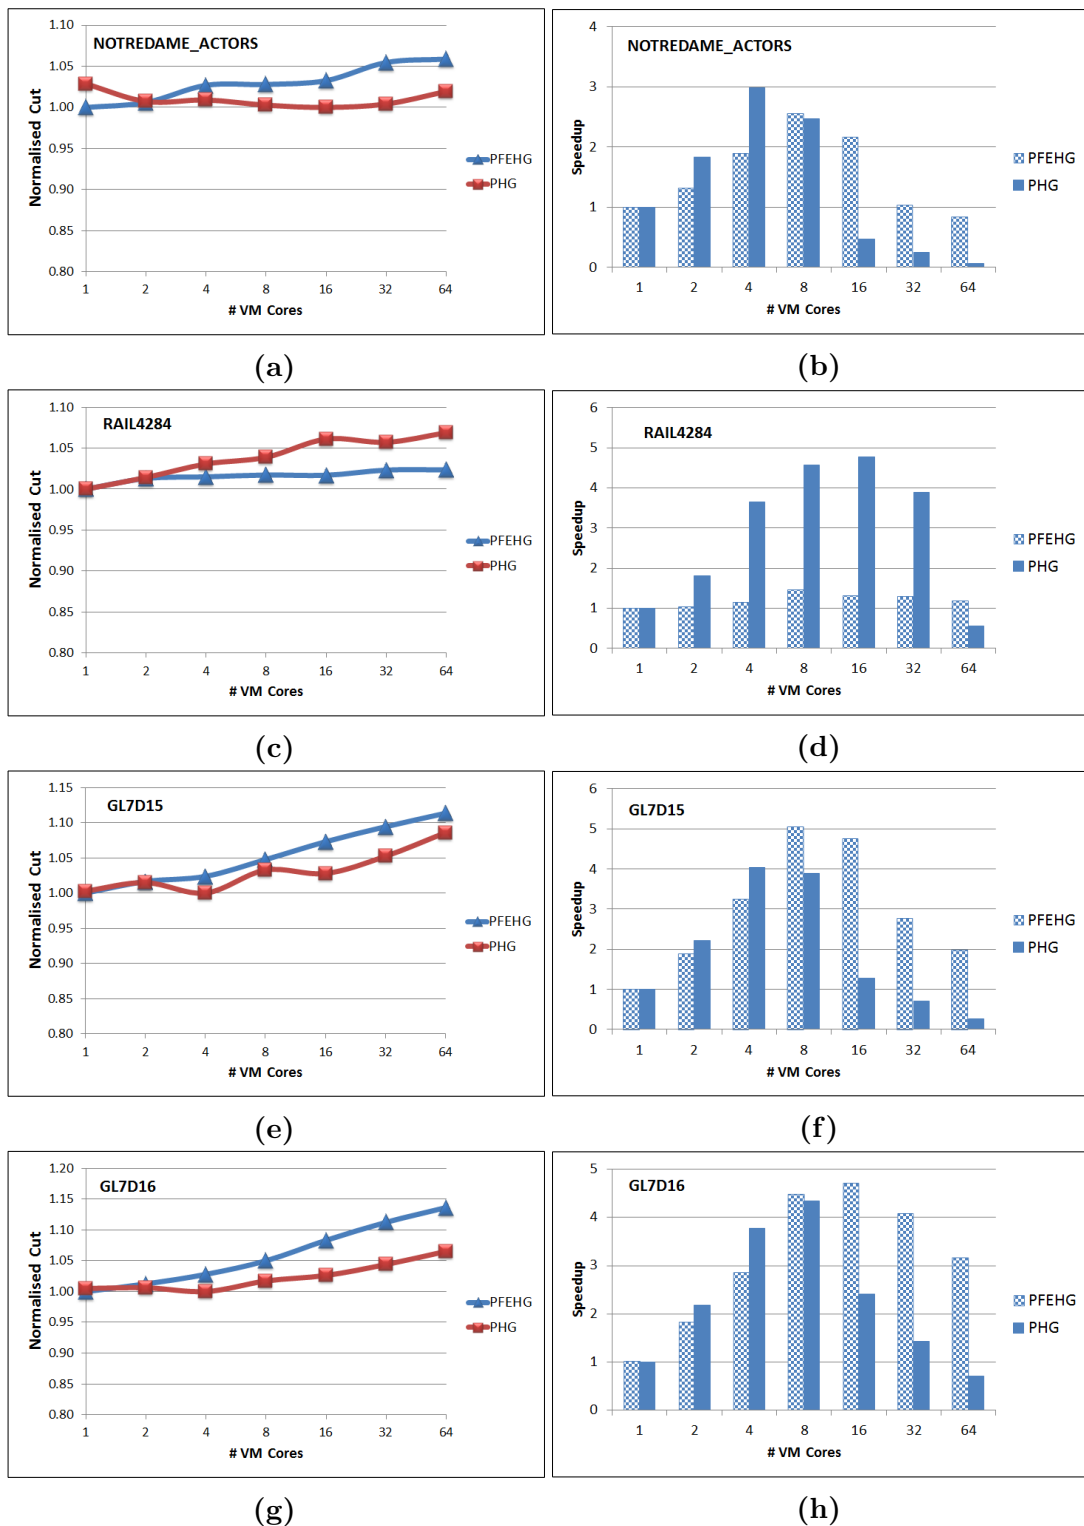 NOTREDAME_ACTORS
Normalised Cut
1.10
1.05
1.00
0.95
0.90
0.85
0.80
1 2 4 8 16 32 64
# VM Cores
PFEHG
PHG
(a)
NOTREDAME_ACTORS
Speedup
4
3
2
1
0
1 2 4 8 16 32 64
# VM Cores
PFEHG
PHG
(b)
RAIL4284
Normalised Cut
1.10
1.05
1.00
0.95
0.90
0.85
0.80
1 2 4 8 16 32 64
# VM Cores
PFEHG
PHG
(c)
RAIL4284
Speedup
6
5
4
3
2
1
0
1 2 4 8 16 32 64
# VM Cores
PFEHG
PHG
(d)
GL7D15
Normalised Cut
1.15
1.10
1.05
1.00
0.95
0.90
0.85
0.80
1 2 4 8 16 32 64
# VM Cores
PFEHG
PHG
(e)
GL7D15
Speedup
6
5
4
3
2
1
0
1 2 4 8 16 32 64
# VM Cores
PFEHG
PHG
(f)
GL7D16
Normalised Cut
1.20
1.15
1.10
1.05
1.00
0.95
0.90
0.85
0.80
1 2 4 8 16 32 64
# VM Cores
PFEHG
PHG
(g)
GL7D16
Speedup
5
4
3
2
1
0
1 2 4 8 16 32 64
# VM Cores
PFEHG
PHG
(h)